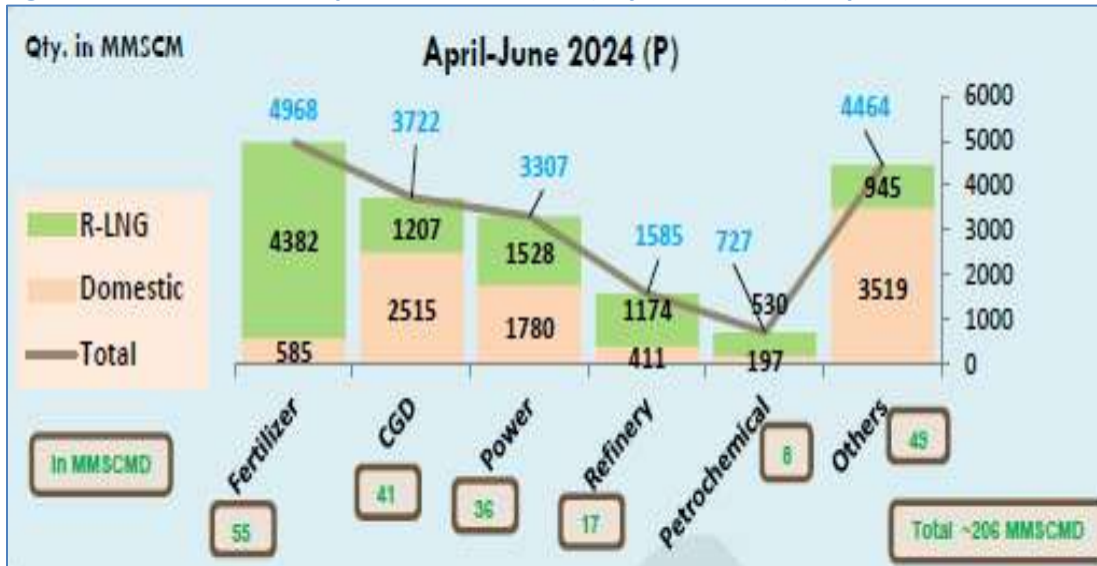 Qty. in MMSCM
April-June 2024 (P)
R-LNG
Domestic
Total
4968
3722
3307
1585
727
4464
4382
1207
1528
1174
530
945
585
2515
1780
411
197
3519
6000
5000
4000
3000
2000
1000
0
Fertilizer
CGD
Power
Refinery
Petrochemical
Others
In MMSCMD
55
41
36
17
8
49
Total ~206 MMSCMD